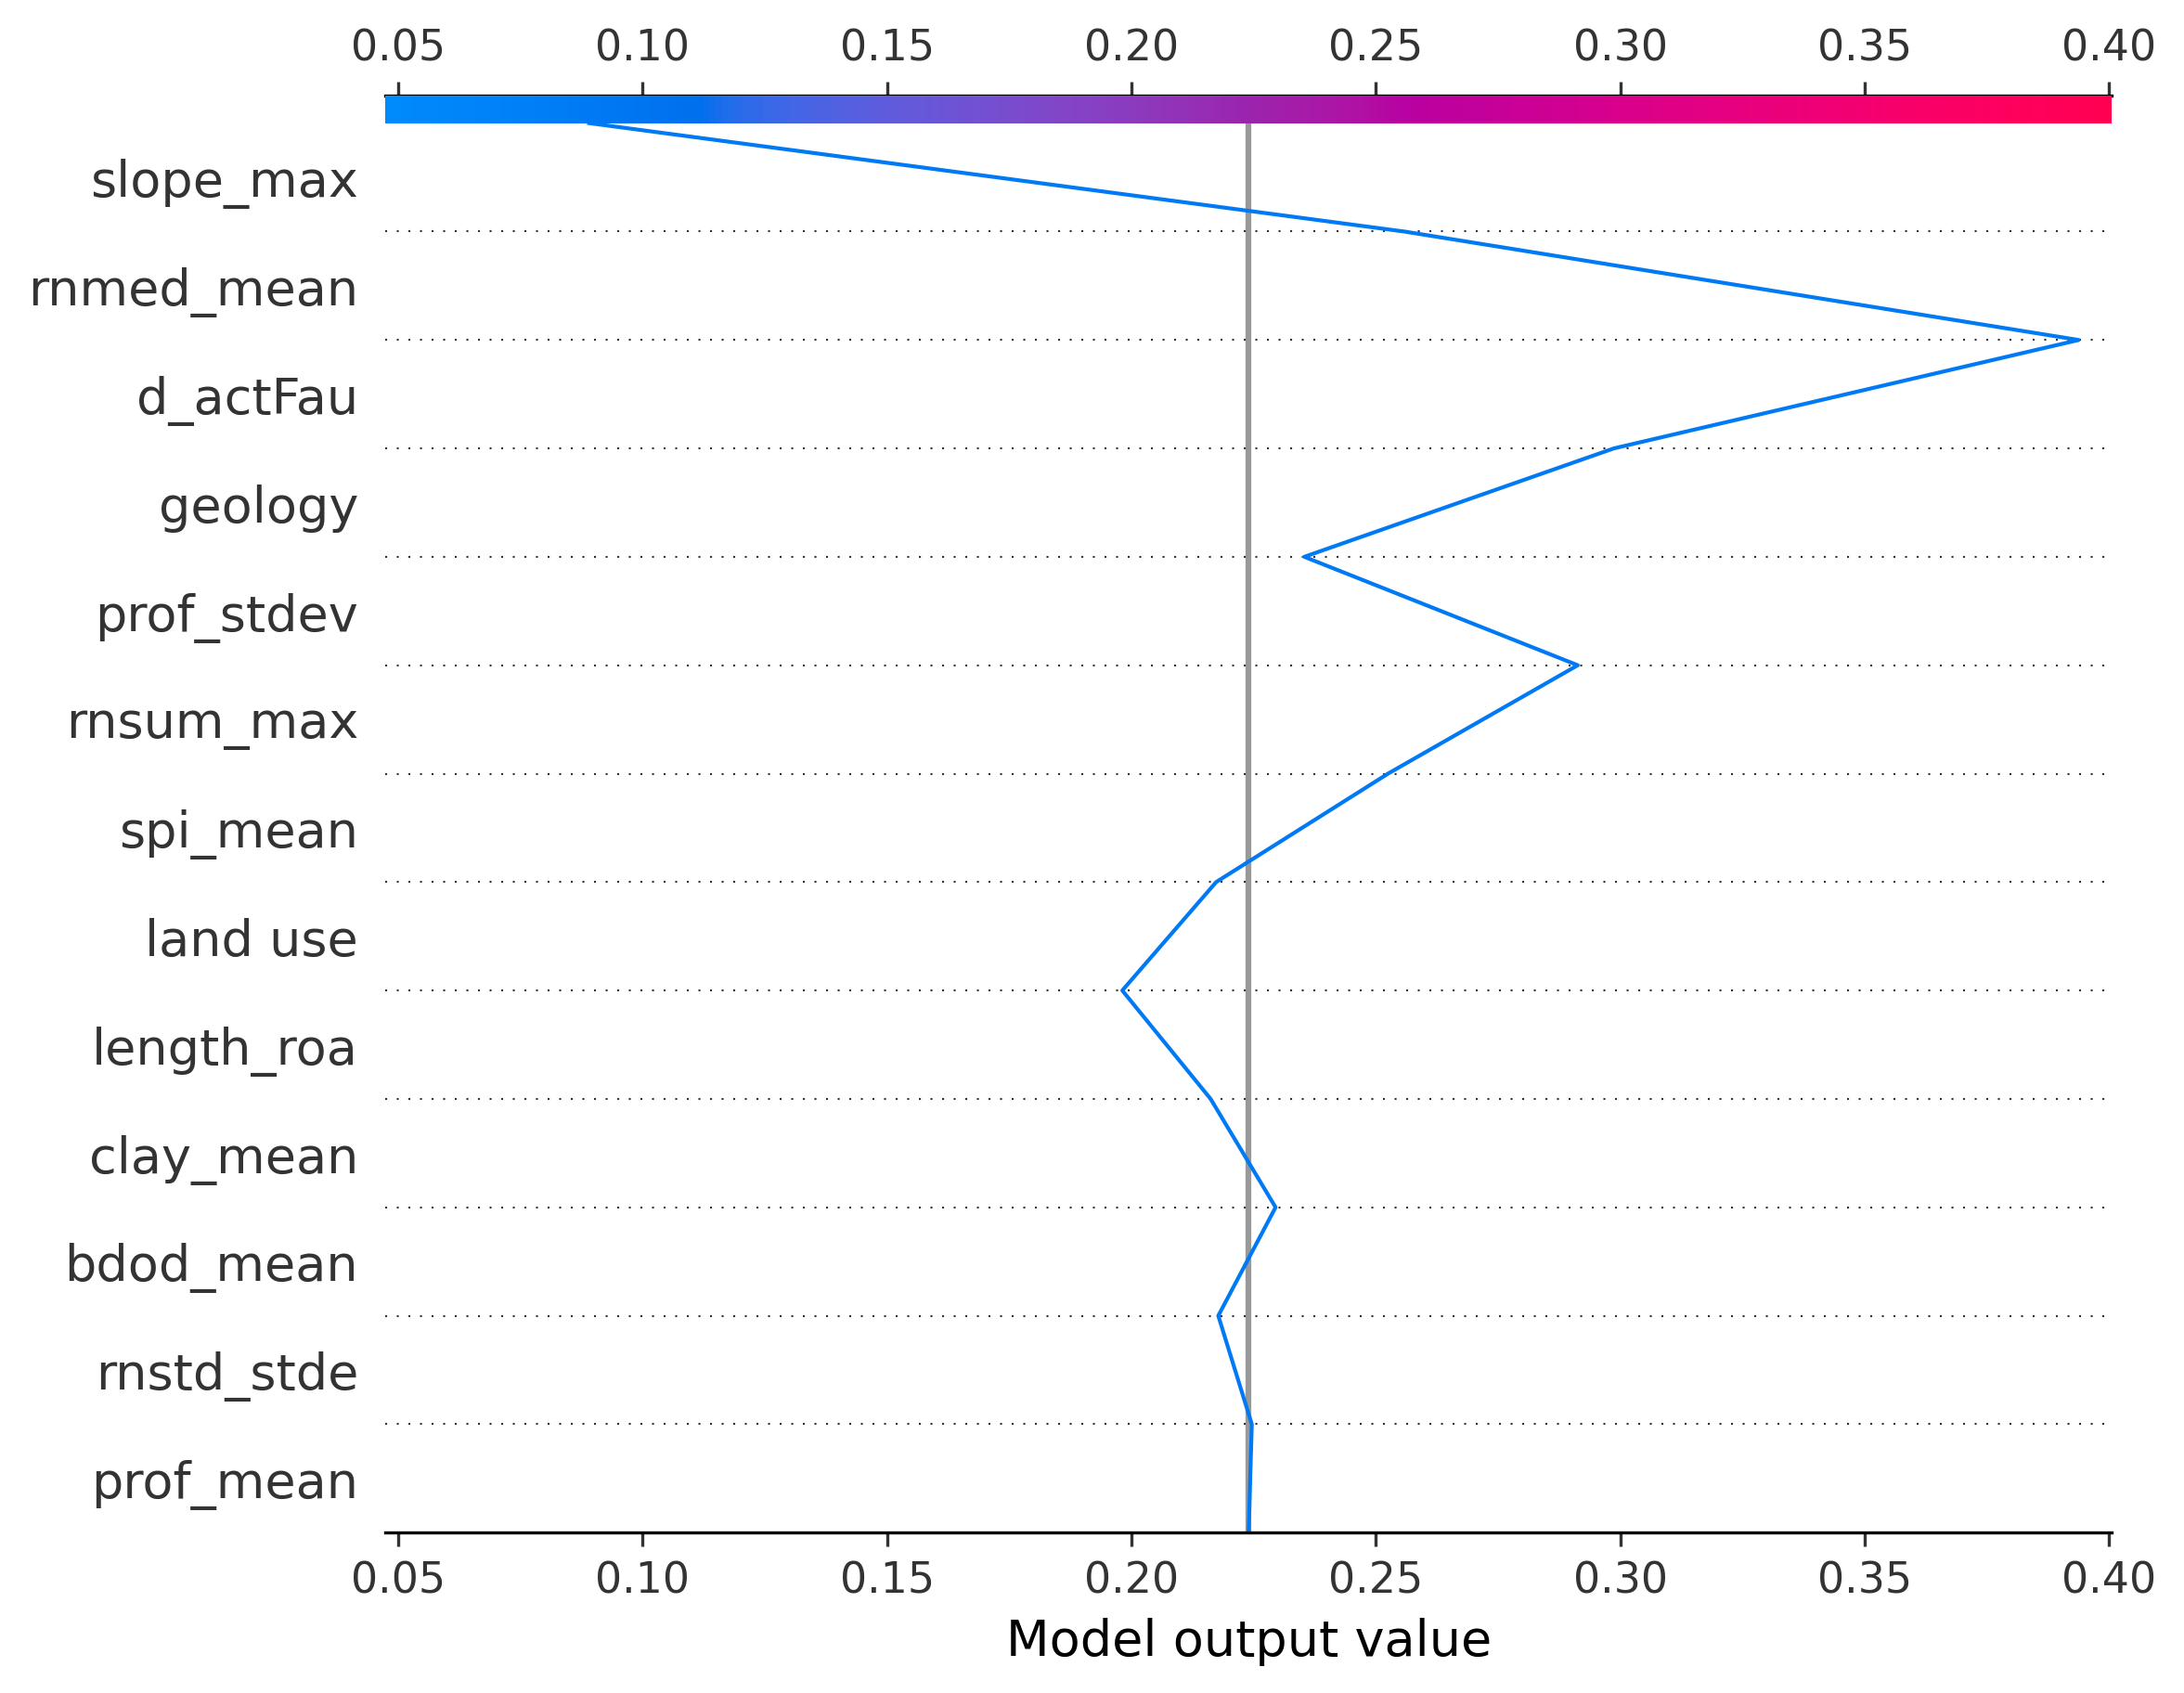 0.05 0.10 0.15 0.20 0.25 0.30 0.35 0.40
slope_max
rnmed_mean
d_actFau
geology
prof_stdev
rnsum_max
spi_mean
land use
length_roa
clay_mean
bdod_mean
rnstd_stde
prof_mean
0.05 0.10 0.15 0.20 0.25 0.30 0.35 0.40
Model output value